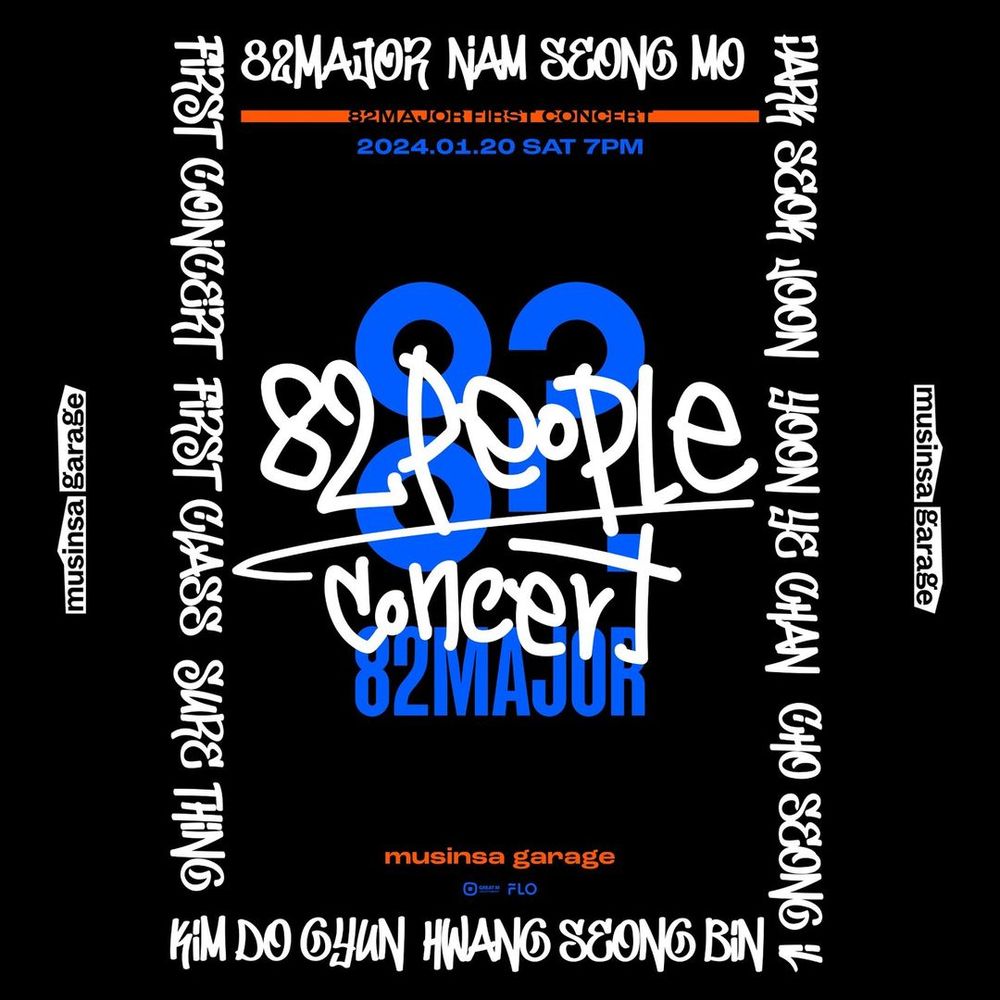 82MAJOR NAM SEONG MO
82MAJOR FIRST CONCERT
2024.01.20 SAT 7PM
FIRST CONCERT FIRST CLASS SURE THING
PARK SEOK JOON YOON YE CHAN CHO SEONG IL
musinsa garage
musinsa garage
82
82 PEOPLE
CONCERT
82MAJOR
musinsa garage
GREAT M
FLO
KIM DO GYUN HWANG SEONG BIN